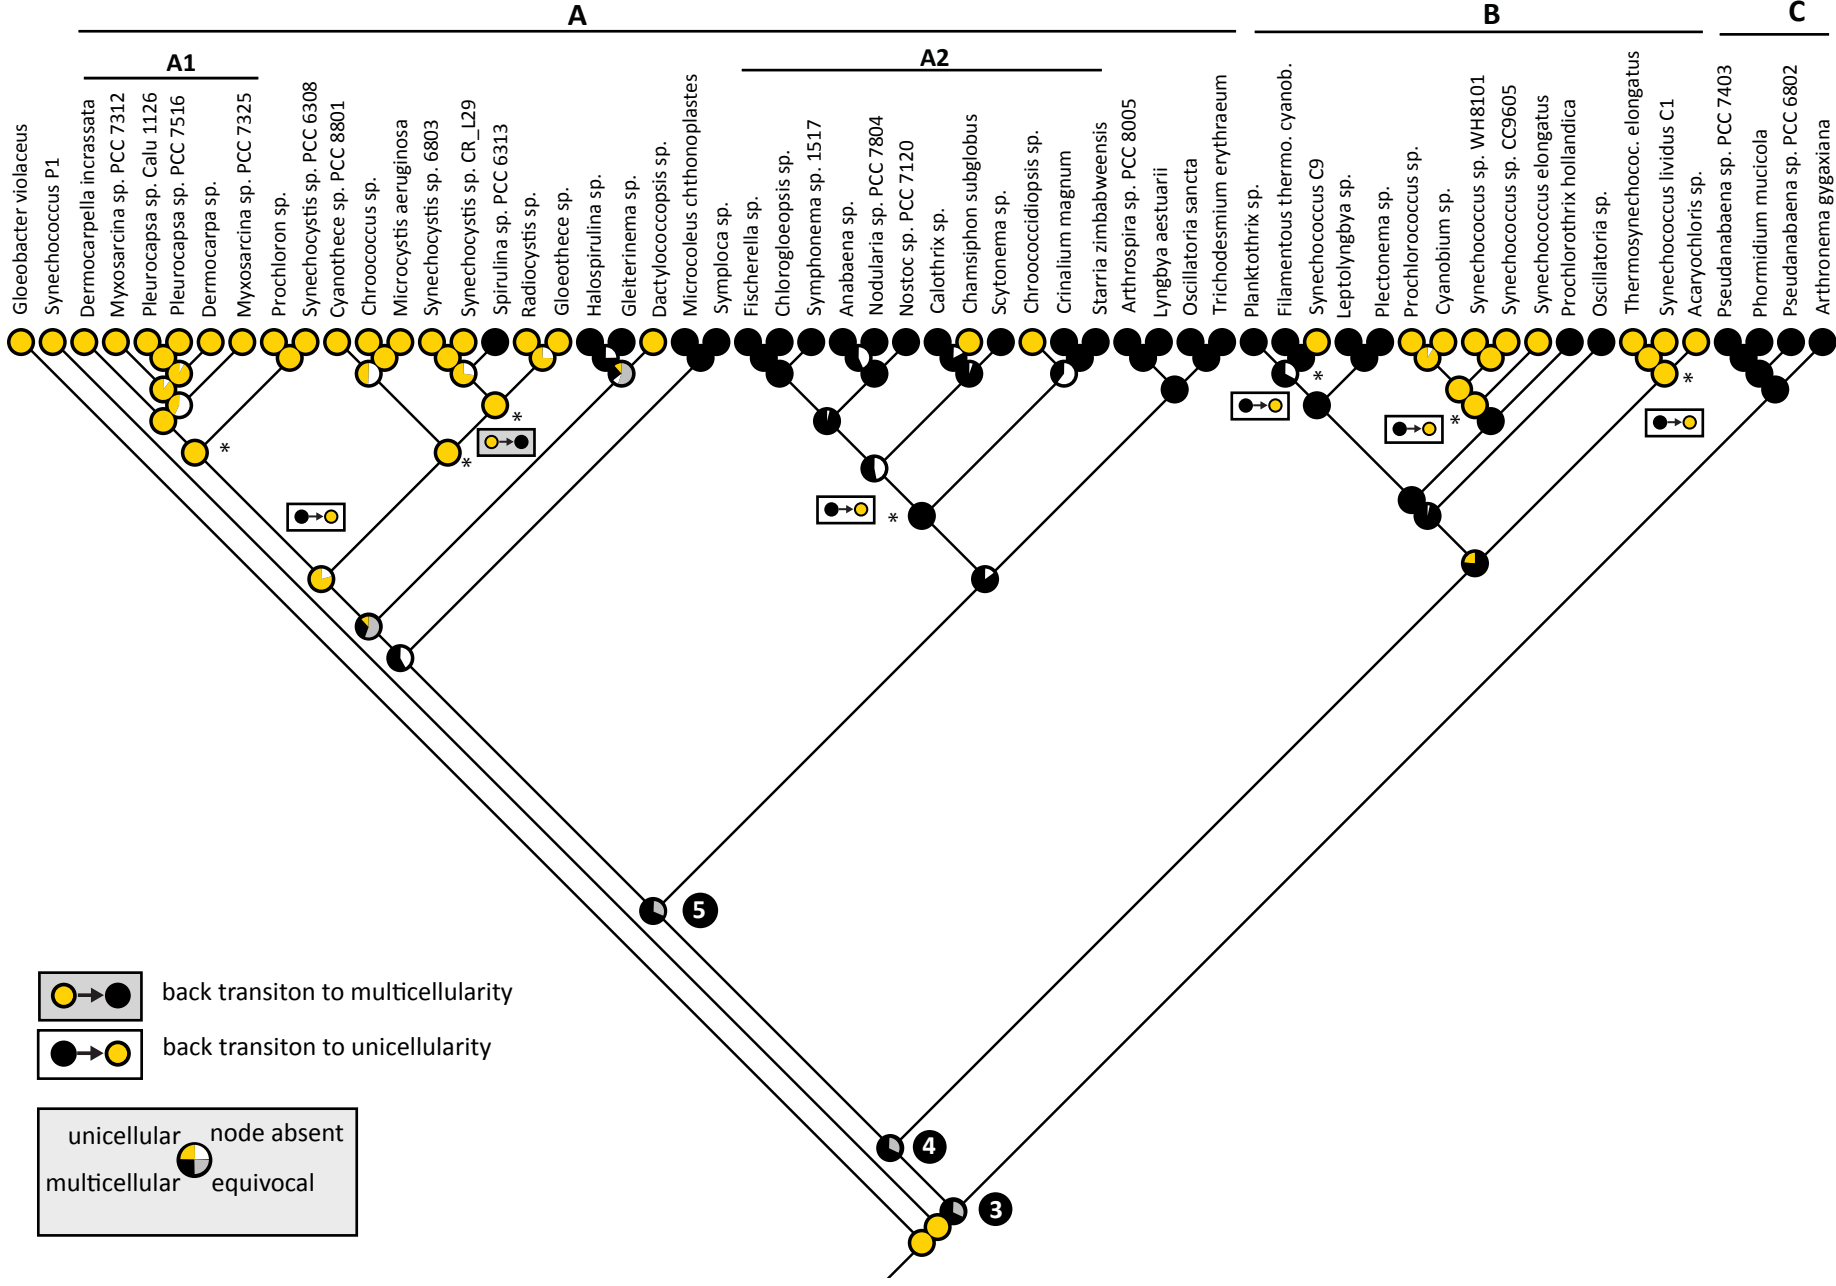 A
B
C
A1
A2
Gloeobacter violaceus
Synechococcus P1
Dermocarpella incrassata
Myxosarcina sp. PCC 7312
Pleurocapsa sp. Calu 1126
Pleurocapsa sp. PCC 7516
Dermocarpa sp.
Myxosarcina sp. PCC 7325
Prochloron sp.
Synechocystis sp. PCC 6308
Cyanothece sp. PCC 8801
Chroococcus sp.
Microcystis aeruginosa
Synechocystis sp. 6803
Synechocystis sp. CR_L29
Spirulina sp. PCC 6313
Radiocystis sp.
Gloeothece sp.
Halospirulina sp.
Gleiterinema sp.
Dactylococcopsis sp.
Microcoleus chthonoplastes
Symploca sp.
Fischerella sp.
Chlorogloeopsis sp.
Symphonema sp. 1517
Anabaena sp.
Nodularia sp. PCC 7804
Nostoc sp. PCC 7120
Calothrix sp.
Chamsiphon subglobus
Scytonema sp.
Chroococcidiopsis sp.
Crinalium magnum
Starria zimbabweensis
Arthrospira sp. PCC 8005
Lyngbya aestuarii
Oscillatoria sancta
Trichodesmium erythraeum
Planktothrix sp.
Filamentous thermo. cyanob.
Synechococcus C9
Leptolyngbya sp.
Plectonema sp.
Prochlorococcus sp.
Cyanobium sp.
Synechococcus sp. WH8101
Synechococcus sp. CC9605
Synechococcus elongatus
Prochlorothrix hollandica
Oscillatoria sp.
Thermosynechococ. elongatus
Synechococcus lividus C1
Acaryochloris sp.
Pseudanabaena sp. PCC 7403
Phormidium mucicola
Pseudanabaena sp. PCC 6802
Arthronema gygaxiana
*
*
*
*
*
*
*
5
4
3
back transiton to multicellularity
back transiton to unicellularity
unicellular node absent
multicellular equivocal